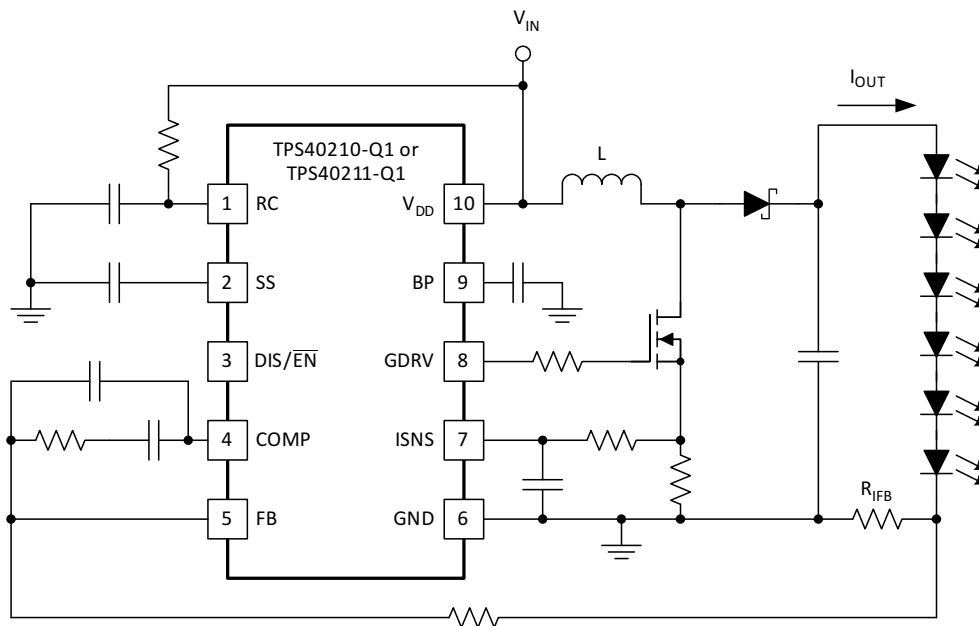 V_IN
I_OUT
TPS40210-Q1 or
TPS40211-Q1
L
1 RC
V_DD 10
2 SS
BP 9
3 DIS/E̅N̅
GDRV 8
4 COMP
ISNS 7
R_IFB
5 FB
GND 6